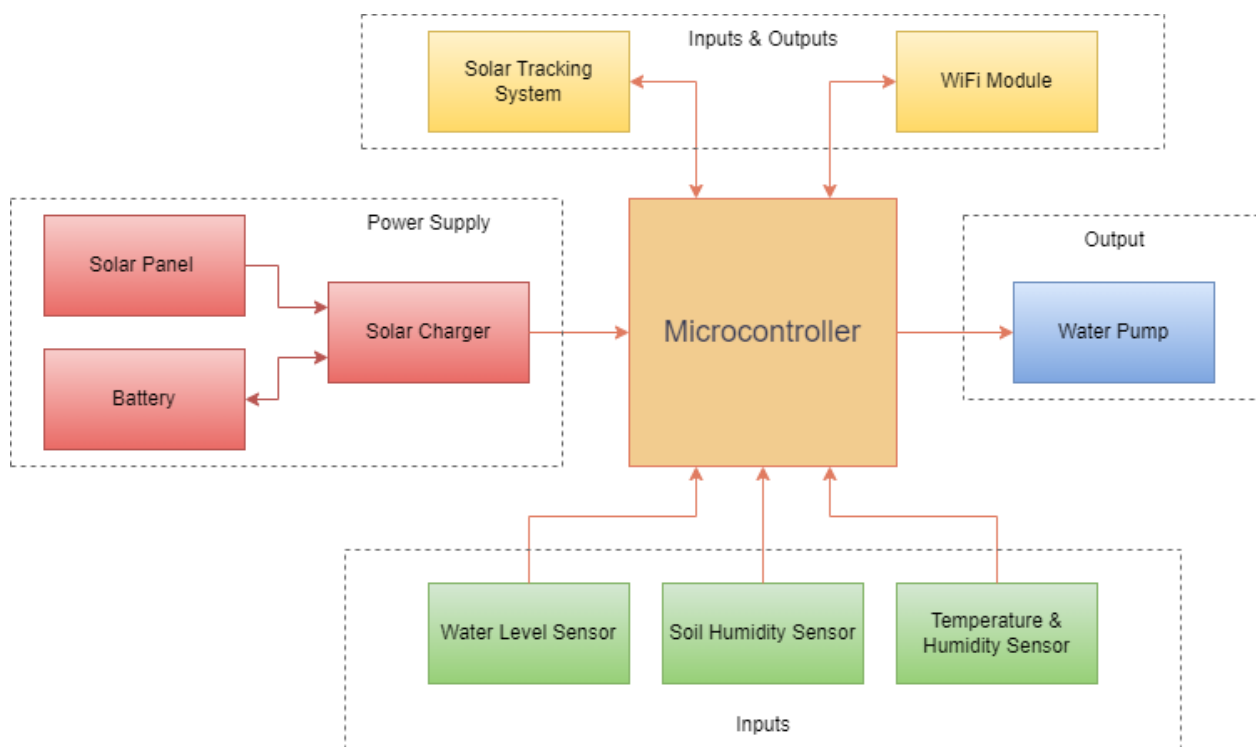 Inputs & Outputs
Solar Tracking
System
WiFi Module
Power Supply
Solar Panel
Solar Charger
Battery
Microcontroller
Output
Water Pump
Water Level Sensor
Soil Humidity Sensor
Temperature &
Humidity Sensor
Inputs